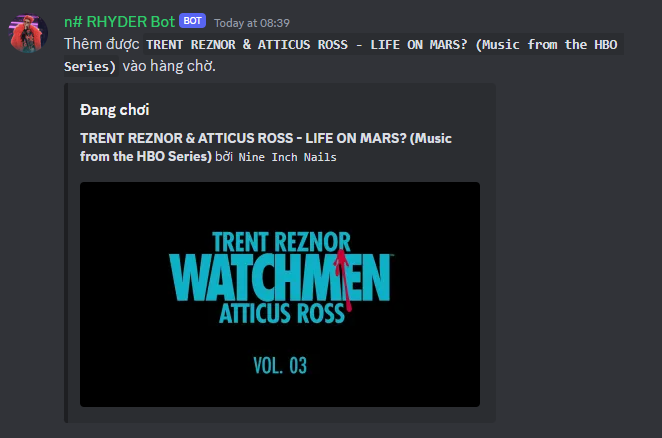 n# RHYDER Bot BOT Today at 08:39
Thêm được TRENT REZNOR & ATTICUS ROSS - LIFE ON MARS? (Music from the HBO
Series) vào hàng chờ.
Đang chơi
TRENT REZNOR & ATTICUS ROSS - LIFE ON MARS? (Music
from the HBO Series) bởi Nine Inch Nails
TRENT REZNOR
WATCHMEN
ATTICUS ROSS
VOL. 03